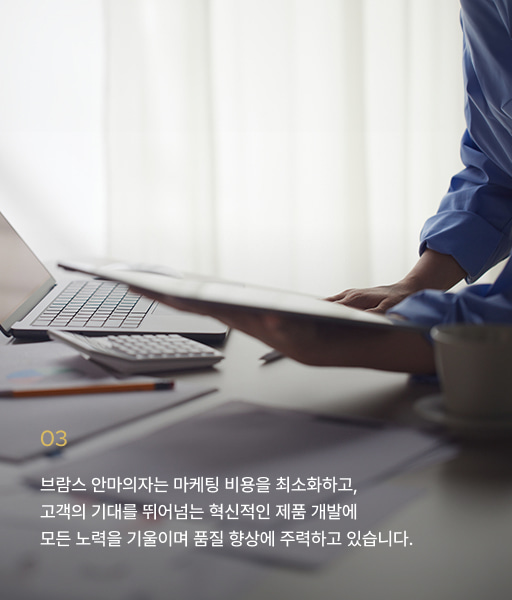 03
브람스 안마의자는 마케팅 비용을 최소화하고,
고객의 기대를 뛰어넘는 혁신적인 제품 개발에
모든 노력을 기울이며 품질 향상에 주력하고 있습니다.